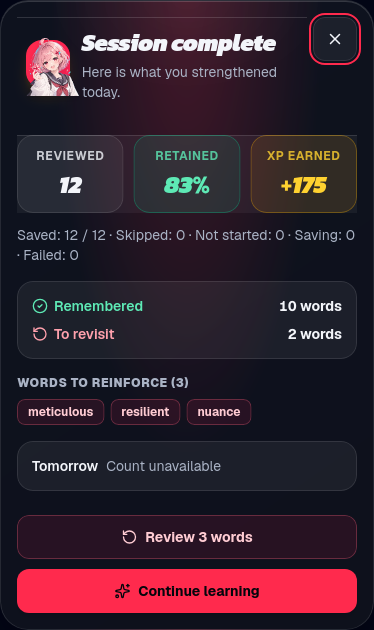 Session complete
Here is what you strengthened
today.
REVIEWED
12
RETAINED
83%
XP EARNED
+175
Saved: 12 / 12 · Skipped: 0 · Not started: 0 · Saving: 0
· Failed: 0
Remembered 10 words
To revisit 2 words
WORDS TO REINFORCE (3)
meticulous resilient nuance
Tomorrow Count unavailable
Review 3 words
Continue learning